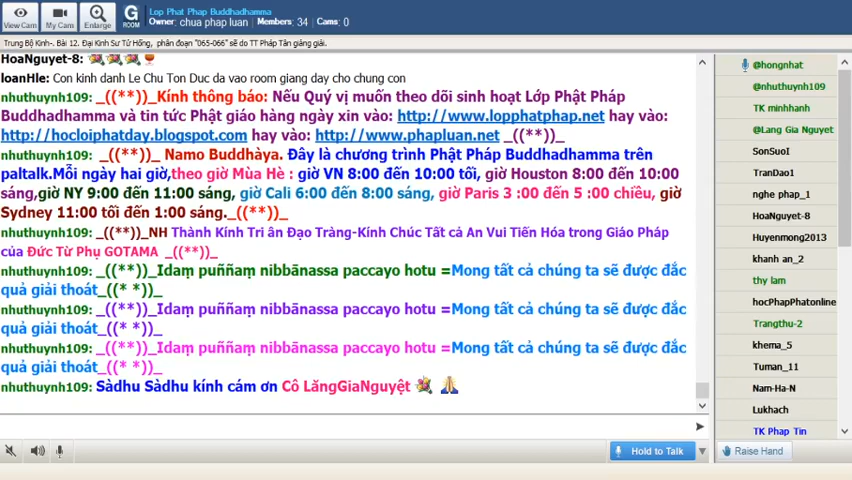 Lop Phat Phap Buddhadhamma
Owner: chua phap luan Members: 34 Cams: 0
View Cam My Cam Enlarge G ROOM
Trung Bộ Kinh-. Bài 12. Đại Kinh Sư Tử Hống, phân đoạn "065-066" sẽ do TT Pháp Tân giảng giải.
HoaNguyet-8:
loanHle: Con kinh danh Le Chu Ton Duc da vao room giang day cho chung con
nhuthuynh109: _((**)_Kính thông báo: Nếu Quý vị muốn theo dõi sinh hoạt Lớp Phật Pháp
Buddhadhamma và tin tức Phật giáo hàng ngày xin vào: http://www.lopphatphap.net hay vào:
http://hocloiphatday.blogspot.com hay vào: http://www.phapluan.net _((**)_
nhuthuynh109: _((**)_ Namo Buddhàya. Đây là chương trình Phật Pháp Buddhadhamma trên
paltalk.Mỗi ngày hai giờ,theo giờ Mùa Hè : giờ VN 8:00 đến 10:00 tối, giờ Houston 8:00 đến 10:00
sáng,giờ NY 9:00 đến 11:00 sáng, giờ Cali 6:00 đến 8:00 sáng, giờ Paris 3 :00 đến 5 :00 chiều, giờ
Sydney 11:00 tối đến 1:00 sáng._((**)_
nhuthuynh109: _((**)_NH Thành Kính Tri ân Đạo Tràng-Kính Chúc Tất cả An Vui Tiến Hóa trong Giáo Pháp
của Đức Từ Phụ GOTAMA _((**)_
nhuthuynh109: _((**)_Idaṃ puññaṃ nibbānassa paccayo hotu =Mong tất cả chúng ta sẽ được đắc
quả giải thoát_((* *))_
nhuthuynh109: _((**)_Idaṃ puññaṃ nibbānassa paccayo hotu =Mong tất cả chúng ta sẽ được đắc
quả giải thoát_((* *))_
nhuthuynh109: _((**)_Idaṃ puññaṃ nibbānassa paccayo hotu =Mong tất cả chúng ta sẽ được đắc
quả giải thoát_((* *))_
nhuthuynh109: Sàdhu Sàdhu kính cám ơn Cô LăngGiaNguyệt
@hongnhat
@nhuthuynh109
TK minhhanh
@Lang Gia Nguyet
SonSuoI
TranDao1
nghe phap_1
HoaNguyet-8
Huyenmong2013
khanh an_2
thy lam
hocPhapPhatonline
Trangthu-2
khema_5
Tuman_11
Nam-Ha-N
Lukhach
TK Phap Tin
Hold to Talk
Raise Hand